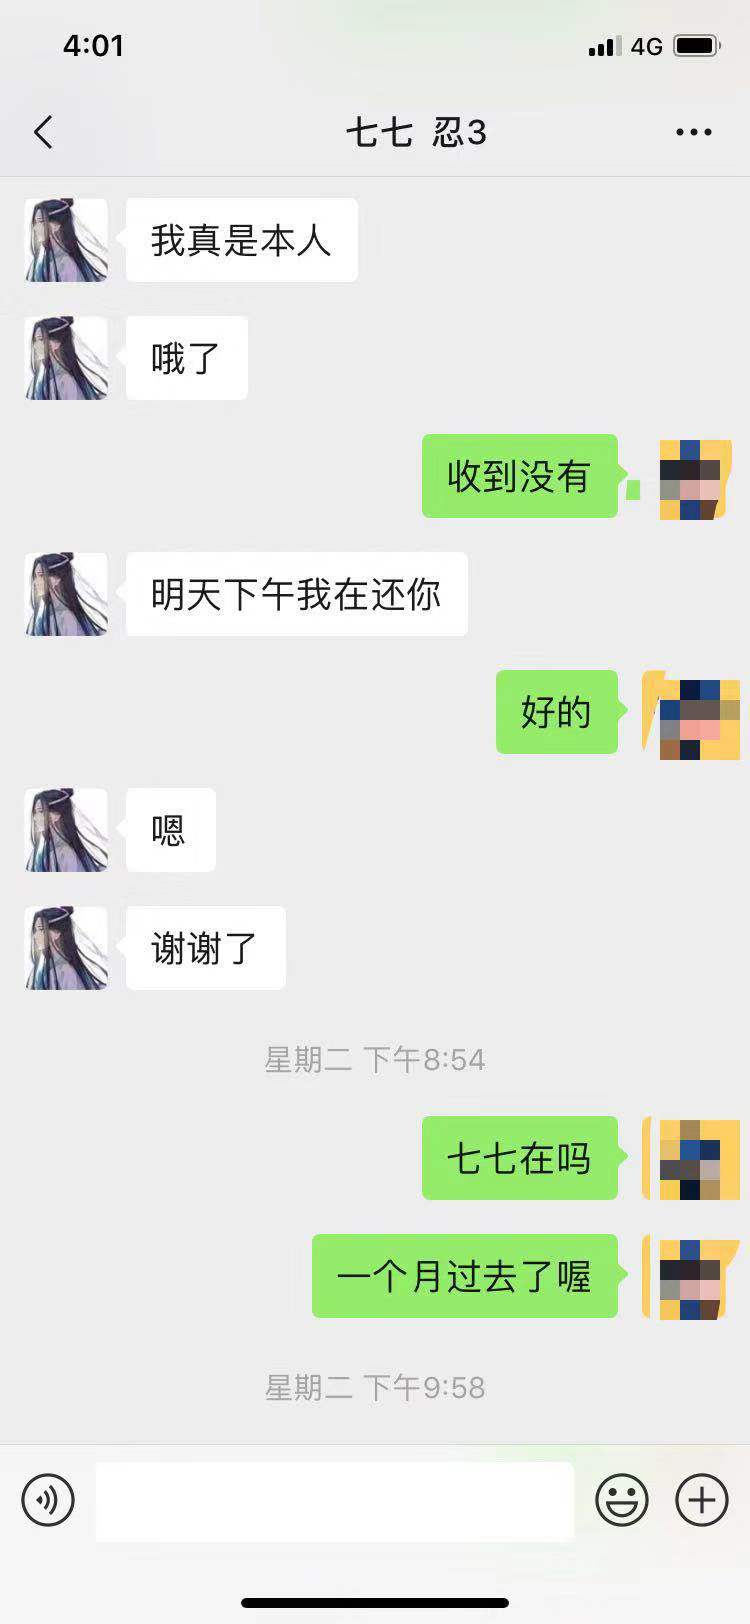 4:01
4G
七七 忍3
我真是本人
哦了
收到没有
明天下午我在还你
好的
嗯
谢谢了
星期二 下午8:54
七七在吗
一个月过去了喔
星期二 下午9:58